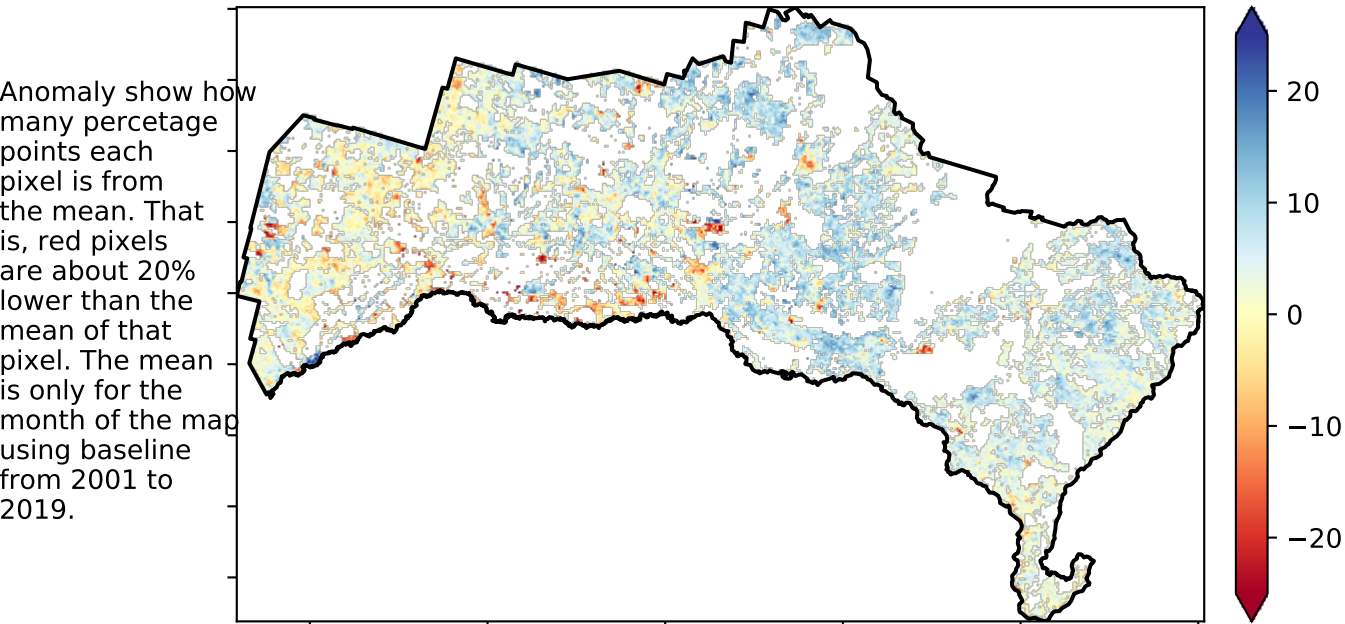 Anomaly show how
many percetage
points each
pixel is from
the mean. That
is, red pixels
are about 20%
lower than the
mean of that
pixel. The mean
is only for the
month of the map
using baseline
from 2001 to
2019.
20
10
0
−10
−20